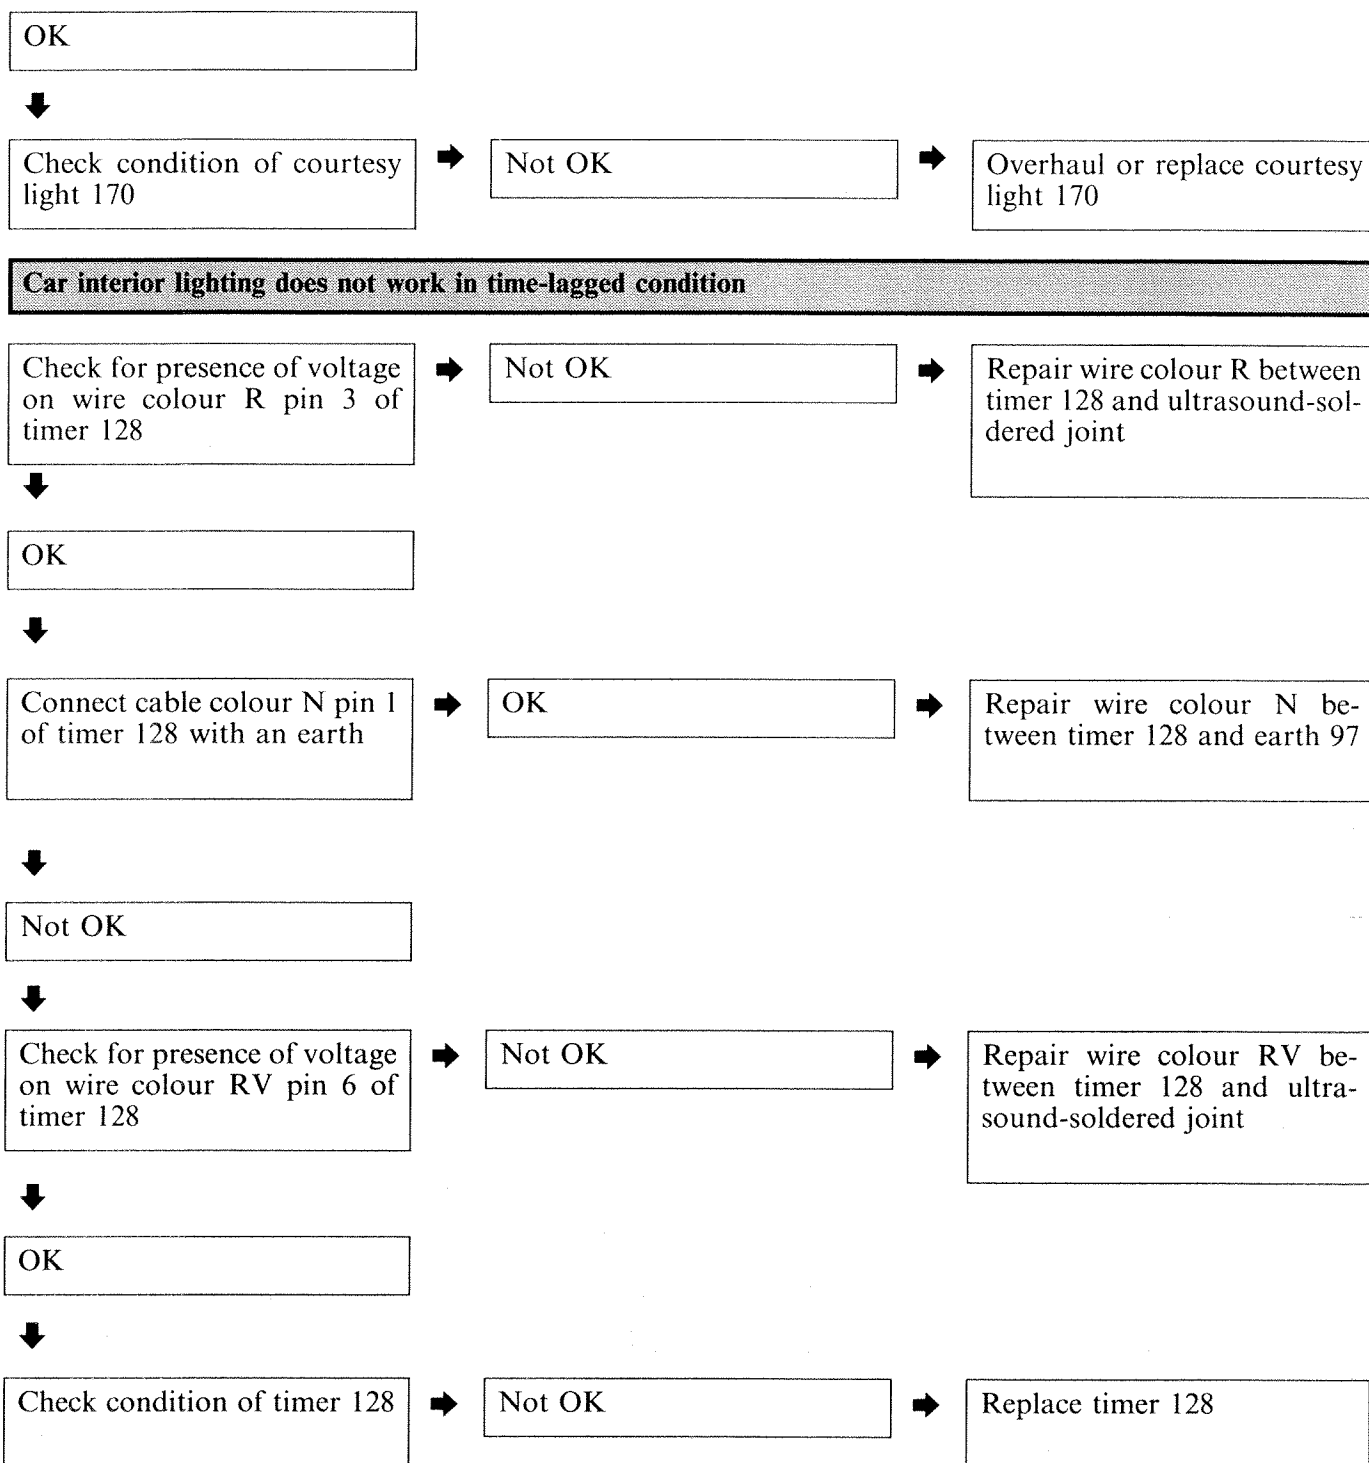 OK
Check condition of courtesy
light 170
Not OK
Overhaul or replace courtesy
light 170
Car interior lighting does not work in time-lagged condition
Check for presence of voltage
on wire colour R pin 3 of
timer 128
Not OK
Repair wire colour R between
timer 128 and ultrasound-sol-
dered joint
OK
Connect cable colour N pin 1
of timer 128 with an earth
OK
Repair wire colour N be-
tween timer 128 and earth 97
Not OK
Check for presence of voltage
on wire colour RV pin 6 of
timer 128
Not OK
Repair wire colour RV be-
tween timer 128 and ultra-
sound-soldered joint
OK
Check condition of timer 128
Not OK
Replace timer 128